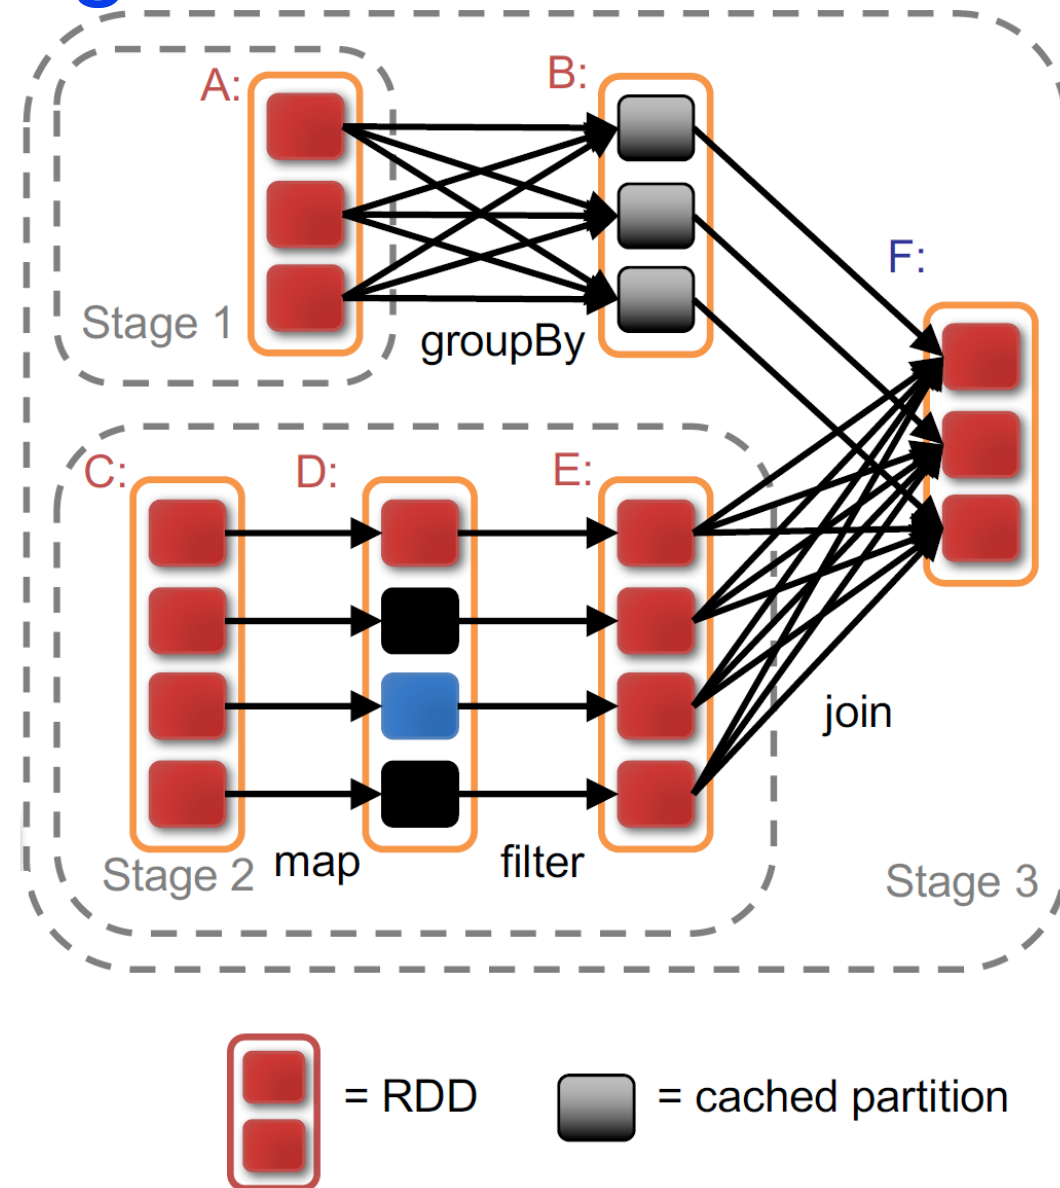 A:
B:
Stage 1
groupBy
F:
C:
D:
E:
join
Stage 2
map
filter
Stage 3
= RDD
= cached partition